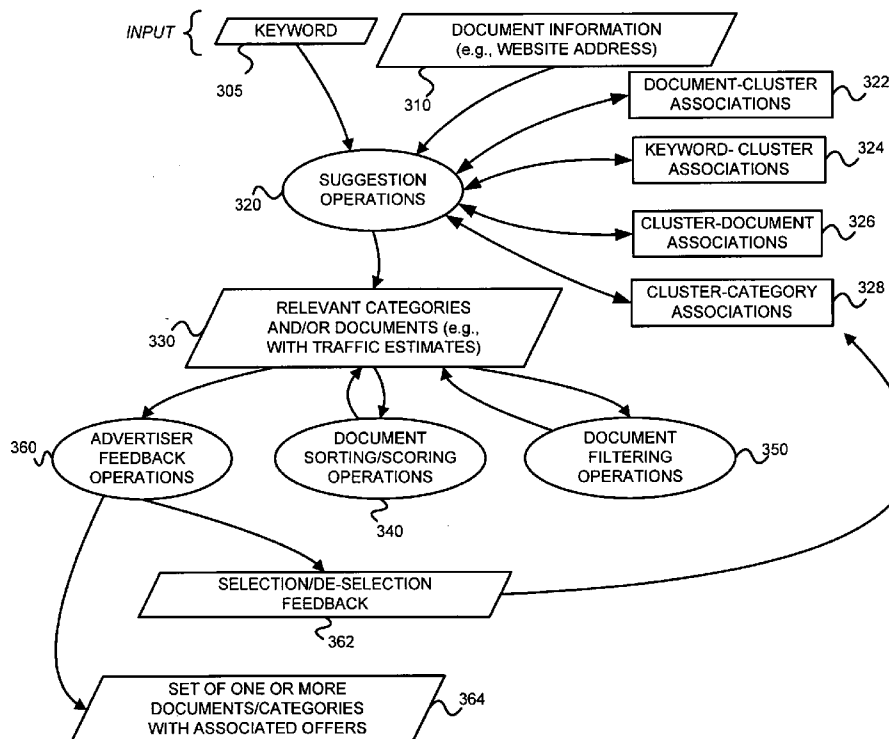 INPUT
KEYWORD
305
DOCUMENT INFORMATION
(e.g., WEBSITE ADDRESS)
310
DOCUMENT-CLUSTER
ASSOCIATIONS
322
KEYWORD- CLUSTER
ASSOCIATIONS
324
SUGGESTION
OPERATIONS
320
CLUSTER-DOCUMENT
ASSOCIATIONS
326
CLUSTER-CATEGORY
ASSOCIATIONS
328
RELEVANT CATEGORIES
AND/OR DOCUMENTS (e.g.,
WITH TRAFFIC ESTIMATES)
330
360
ADVERTISER
FEEDBACK
OPERATIONS
DOCUMENT
SORTING/SCORING
OPERATIONS
340
DOCUMENT
FILTERING
OPERATIONS
350
SELECTION/DE-SELECTION
FEEDBACK
362
SET OF ONE OR MORE
DOCUMENTS/CATEGORIES
WITH ASSOCIATED OFFERS
364